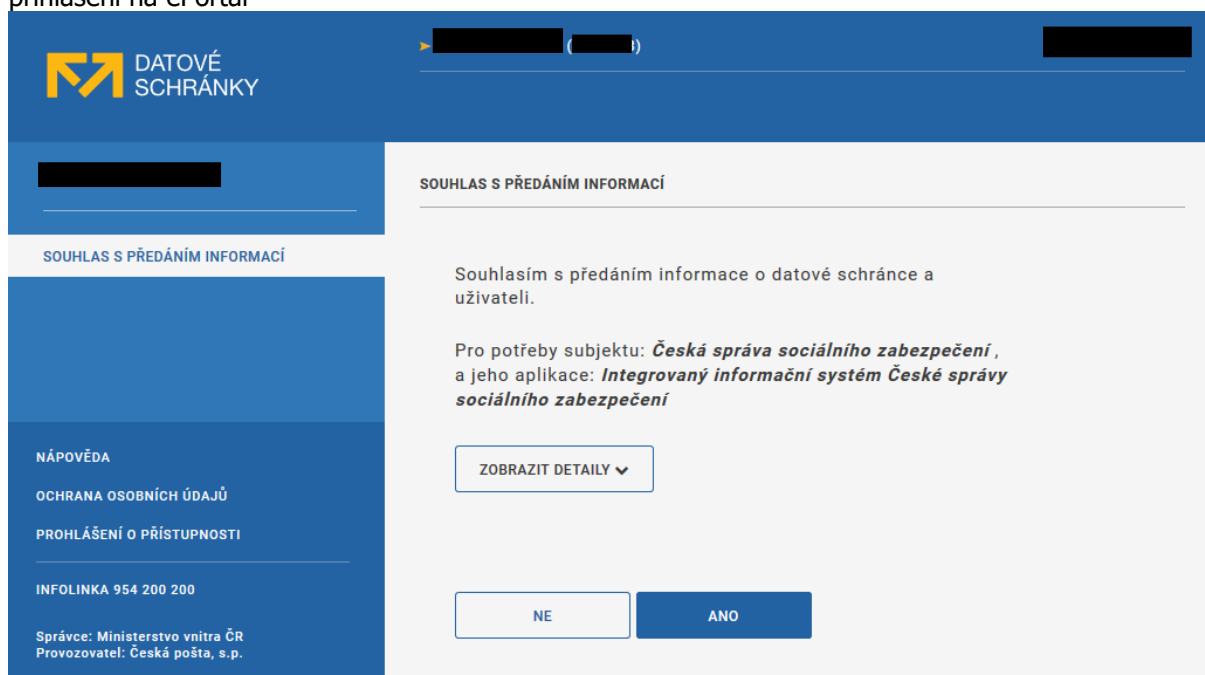 přihlášení na ePortál
DATOVÉ
SCHRÁNKY
( )
SOUHLAS S PŘEDÁNÍM INFORMACÍ
SOUHLAS S PŘEDÁNÍM INFORMACÍ
Souhlasím s předáním informace o datové schránce a
uživateli.
Pro potřeby subjektu: Česká správa sociálního zabezpečení ,
a jeho aplikace: Integrovaný informační systém České správy
sociálního zabezpečení
ZOBRAZIT DETAILY
NE
ANO
NÁPOVĚDA
OCHRANA OSOBNÍCH ÚDAJŮ
PROHLÁŠENÍ O PŘÍSTUPNOSTI
INFOLINKA 954 200 200
Správce: Ministerstvo vnitra ČR
Provozovatel: Česká pošta, s.p.